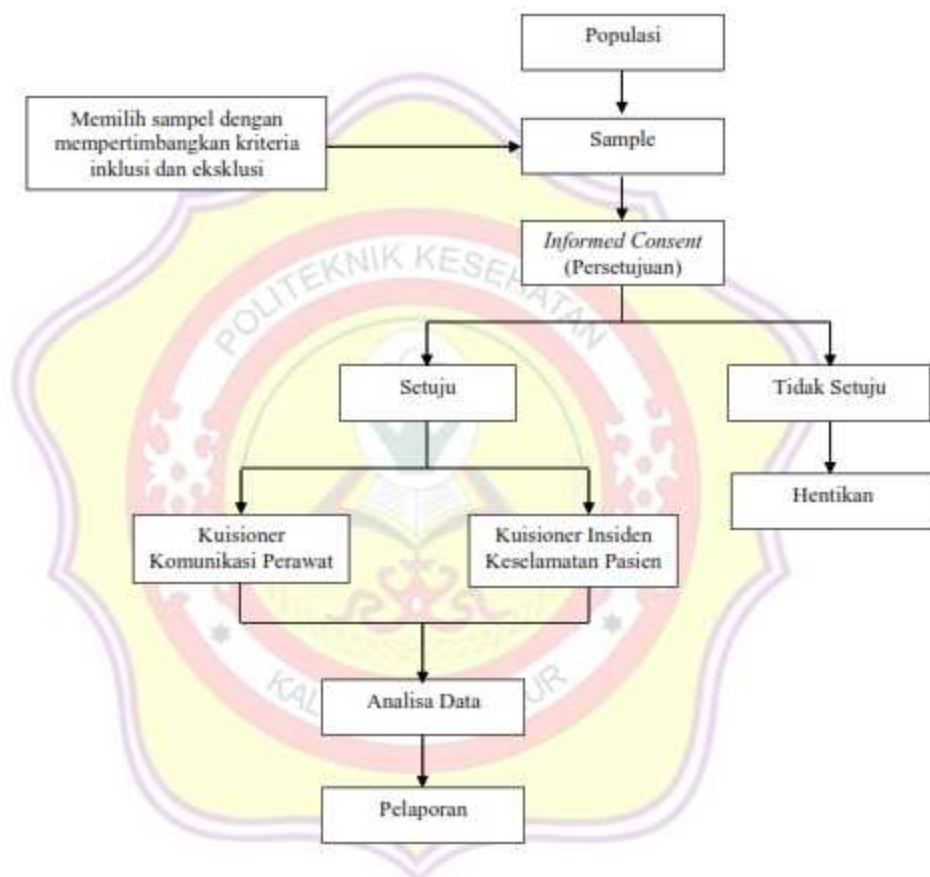 Populasi
Memilih sampel dengan
mempertimbangkan kriteria
inklusi dan eksklusi
Sample
Informed Consent
(Persetujuan)
Setuju
Tidak Setuju
Hentikan
Kuisioner
Komunikasi Perawat
Kuisioner Insiden
Keselamatan Pasien
Analisa Data
Pelaporan
POLITEKNIK KESEHATAN